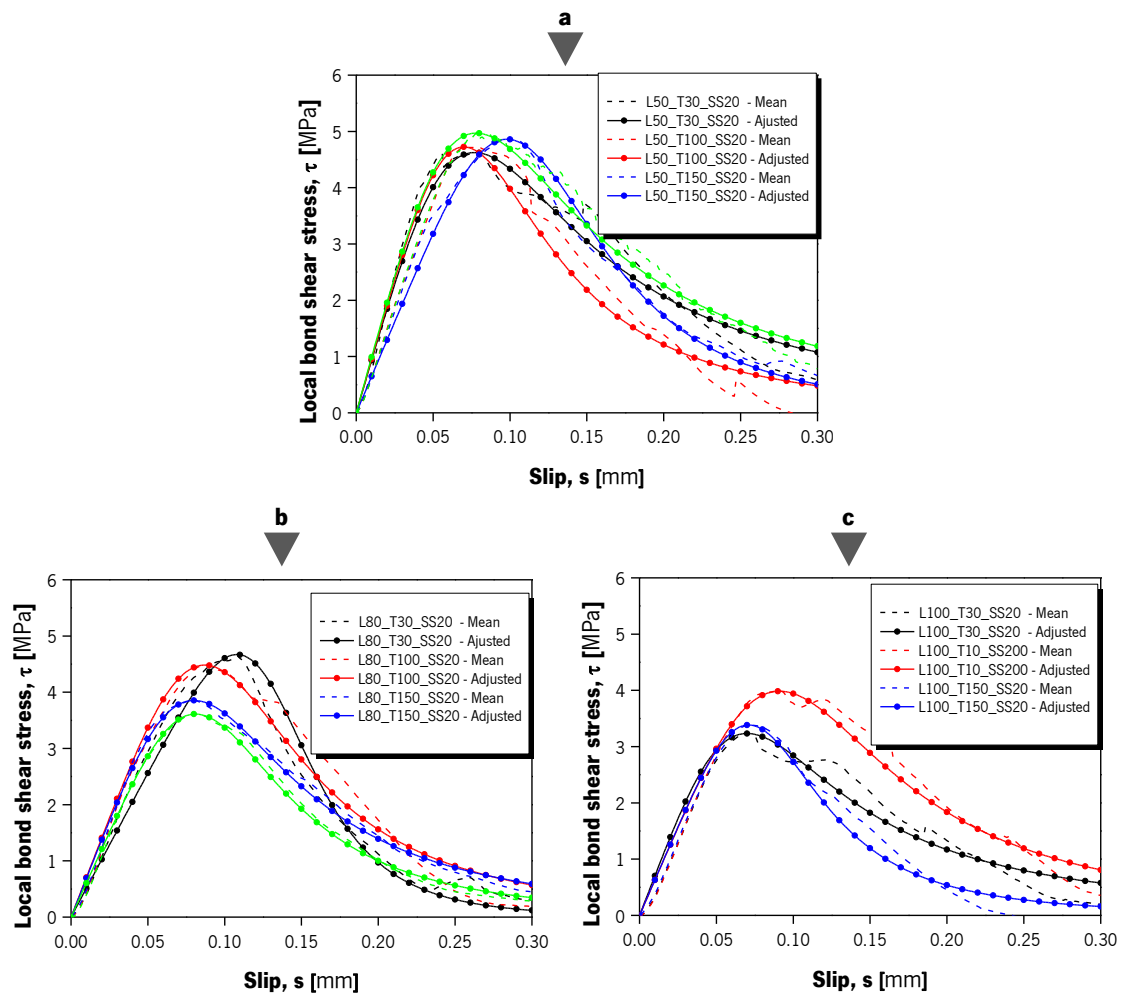 a
6
5
4
3
2
1
0
Local bond shear stress, τ [MPa]
L50_T30_SS20 - Mean
L50_T30_SS20 - Ajusted
L50_T100_SS20 - Mean
L50_T100_SS20 - Adjusted
L50_T150_SS20 - Mean
L50_T150_SS20 - Adjusted
0.00 0.05 0.10 0.15 0.20 0.25 0.30
Slip, s [mm]
b
6
5
4
3
2
1
0
Local bond shear stress, τ [MPa]
L80_T30_SS20 - Mean
L80_T30_SS20 - Ajusted
L80_T100_SS20 - Mean
L80_T100_SS20 - Adjusted
L80_T150_SS20 - Mean
L80_T150_SS20 - Adjusted
0.00 0.05 0.10 0.15 0.20 0.25 0.30
Slip, s [mm]
c
6
5
4
3
2
1
0
Local bond shear stress, τ [MPa]
L100_T30_SS20 - Mean
L100_T30_SS20 - Adjusted
L100_T10_SS200 - Mean
L100_T10_SS200 - Adjusted
L100_T150_SS20 - Mean
L100_T150_SS20 - Adjusted
0.00 0.05 0.10 0.15 0.20 0.25 0.30
Slip, s [mm]